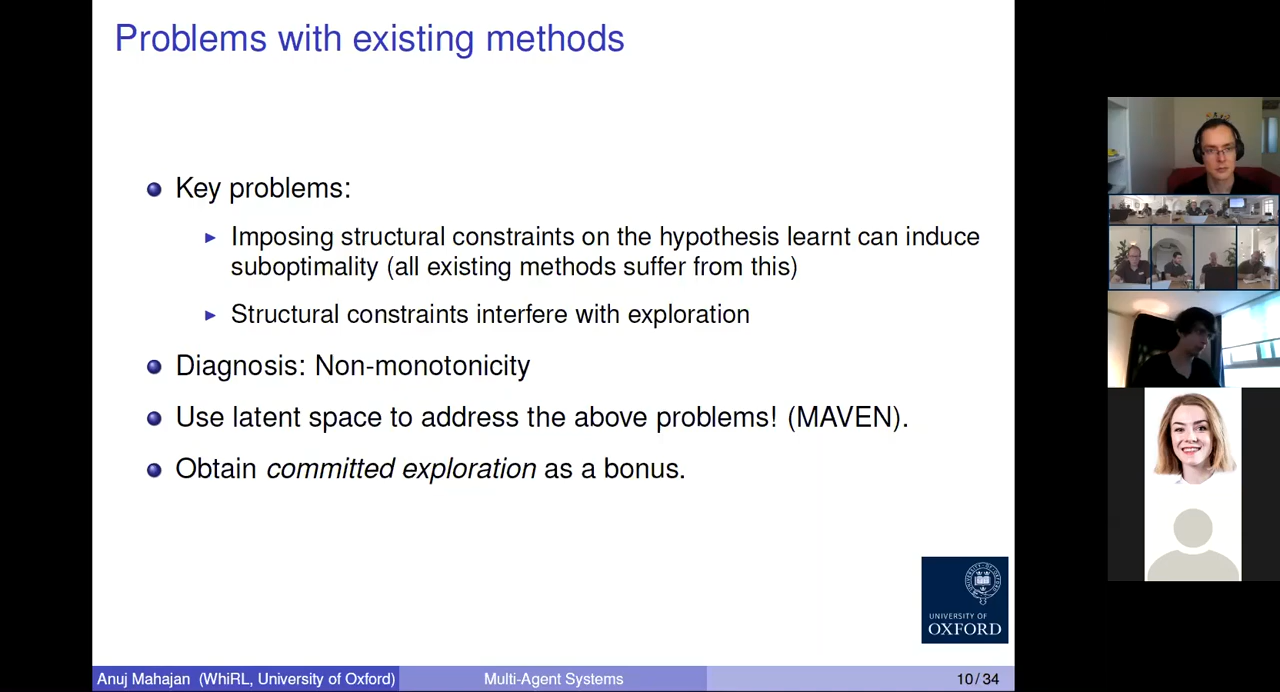 Problems with existing methods
Key problems:
Imposing structural constraints on the hypothesis learnt can induce
suboptimality (all existing methods suffer from this)
Structural constraints interfere with exploration
Diagnosis: Non-monotonicity
Use latent space to address the above problems! (MAVEN).
Obtain committed exploration as a bonus.
UNIVERSITY OF
OXFORD
Anuj Mahajan (WhiRL, University of Oxford)
Multi-Agent Systems
10 / 34